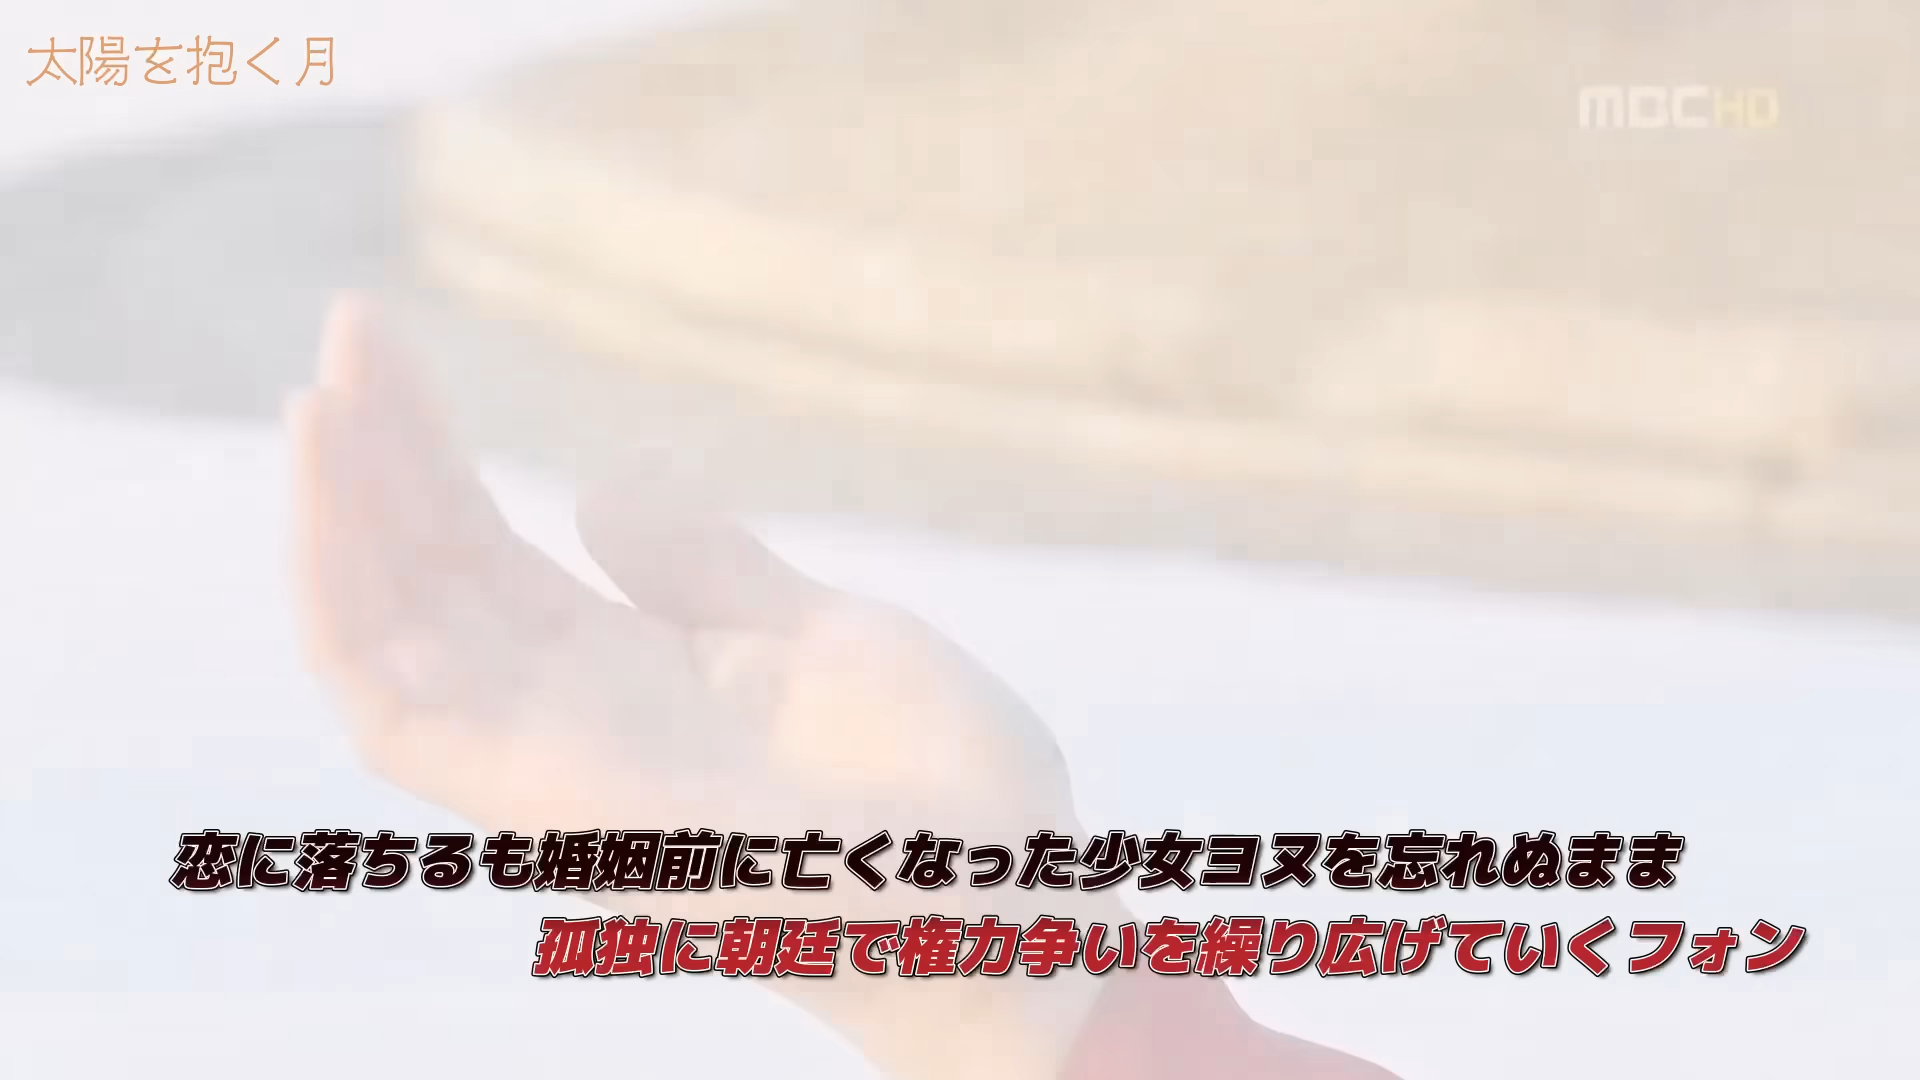 太陽を抱く月
MBC HD
恋に落ちるも婚姻前に亡くなった少女ヨヌを忘れぬまま
孤独に朝廷で権力争いを繰り広げていくフォン